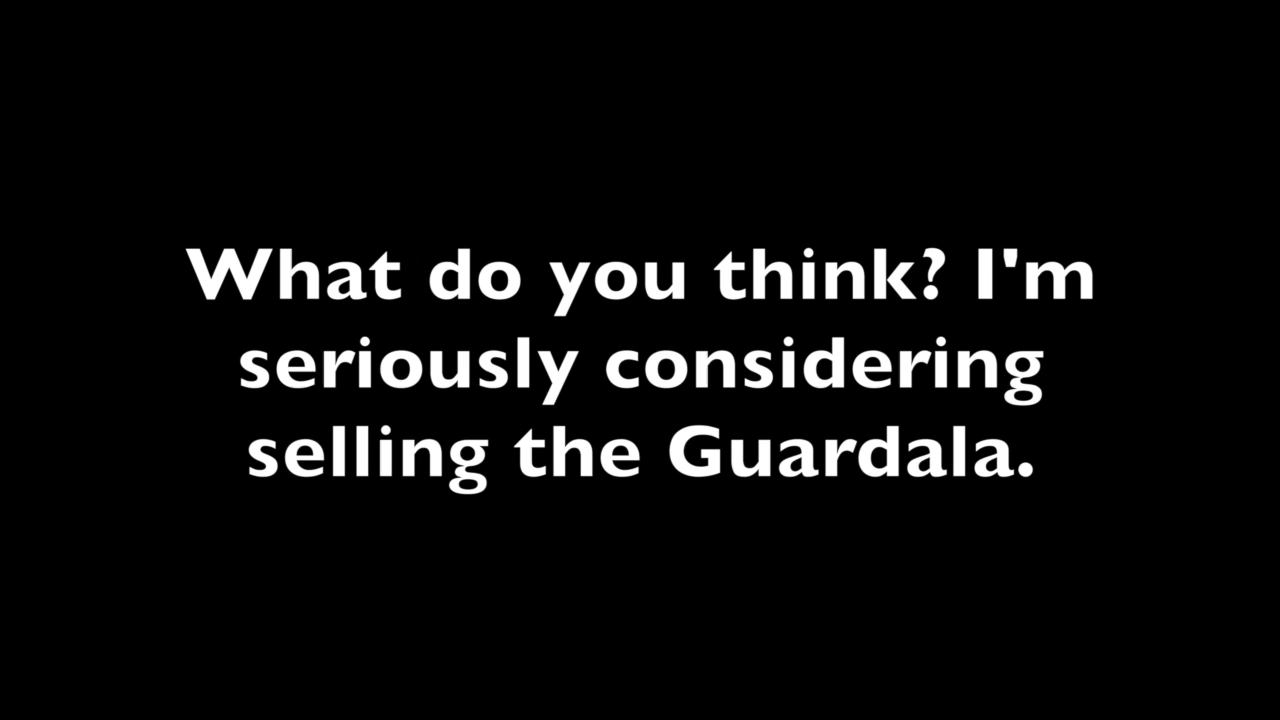 What do you think? I'm
seriously considering
selling the Guardala.